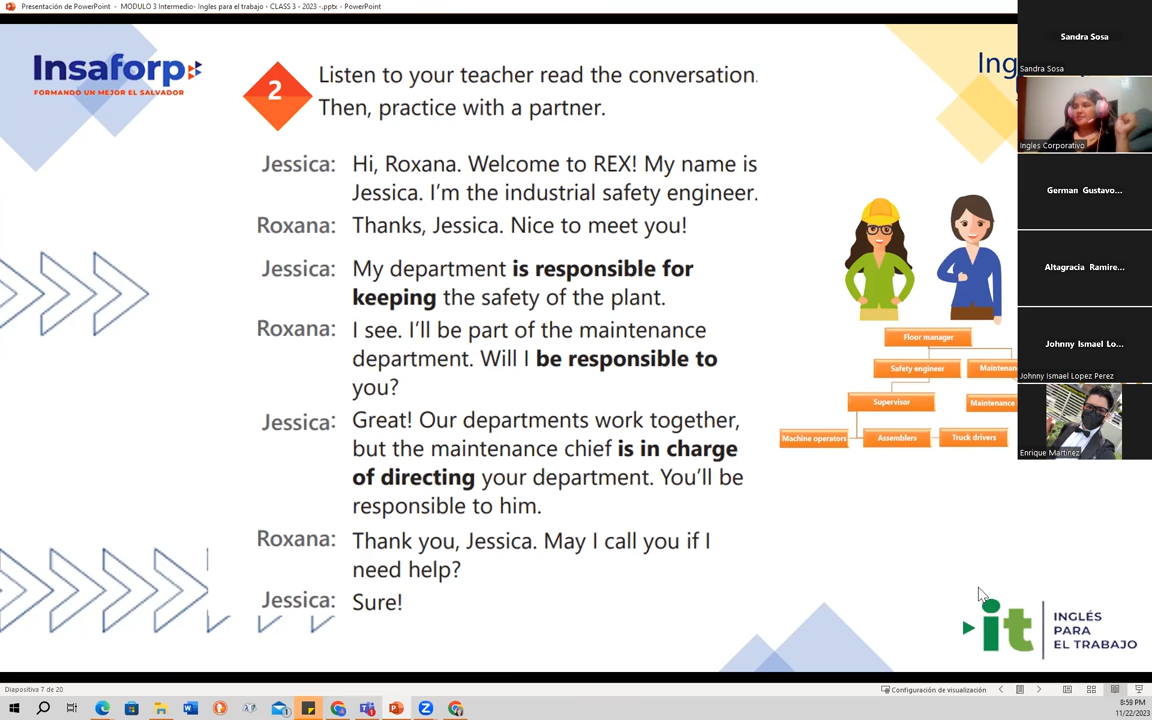 Presentación de PowerPoint - MODULO 3 Intermedio- Ingles para el trabajo - CLASS 3 - 2023 -.pptx - PowerPoint
Insaforp
FORMANDO UN MEJOR EL SALVADOR
2
Listen to your teacher read the conversation.
Then, practice with a partner.
Jessica: Hi, Roxana. Welcome to REX! My name is
Jessica. I'm the industrial safety engineer.
Roxana: Thanks, Jessica. Nice to meet you!
Jessica: My department is responsible for
keeping the safety of the plant.
Roxana: I see. I'll be part of the maintenance
department. Will I be responsible to
you?
Jessica: Great! Our departments work together,
but the maintenance chief is in charge
of directing your department. You'll be
responsible to him.
Roxana: Thank you, Jessica. May I call you if I
need help?
Jessica: Sure!
Floor manager
Safety engineer
Supervisor
Maintenance
Machine operators
Assemblers
Truck drivers
Sandra Sosa
Sandra Sosa
Ingles Corporativo
German Gustavo...
Altagracia Ramire...
Johnny Ismael Lo...
Johnny Ismael Lopez Perez
Enrique Martinez
it
INGLÉS
PARA
EL TRABAJO
Diapositiva 7 de 20
Configuración de visualización
8:59 PM
11/22/2023